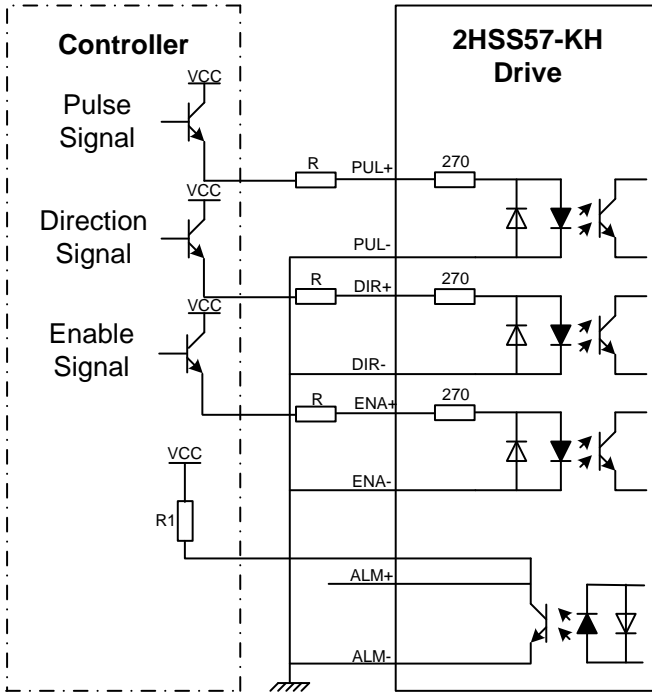 Controller
2HSS57-KH
Drive
VCC
Pulse
Signal
R
PUL+
270
VCC
Direction
Signal
PUL-
R
DIR+
270
VCC
Enable
Signal
DIR-
R
ENA+
270
VCC
ENA-
R1
ALM+
ALM-